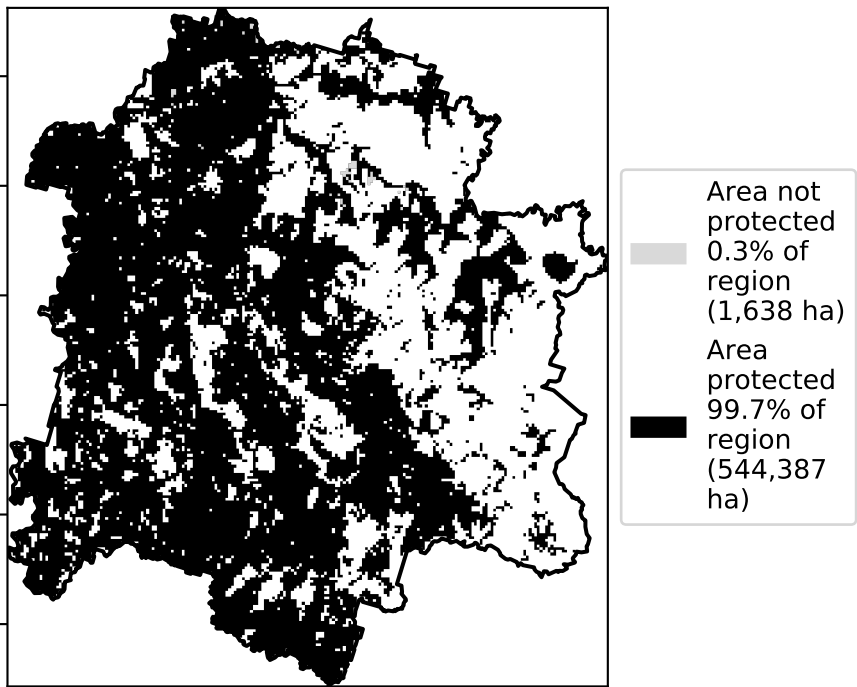 Area not
protected
0.3% of
region
(1,638 ha)
Area
protected
99.7% of
region
(544,387
ha)